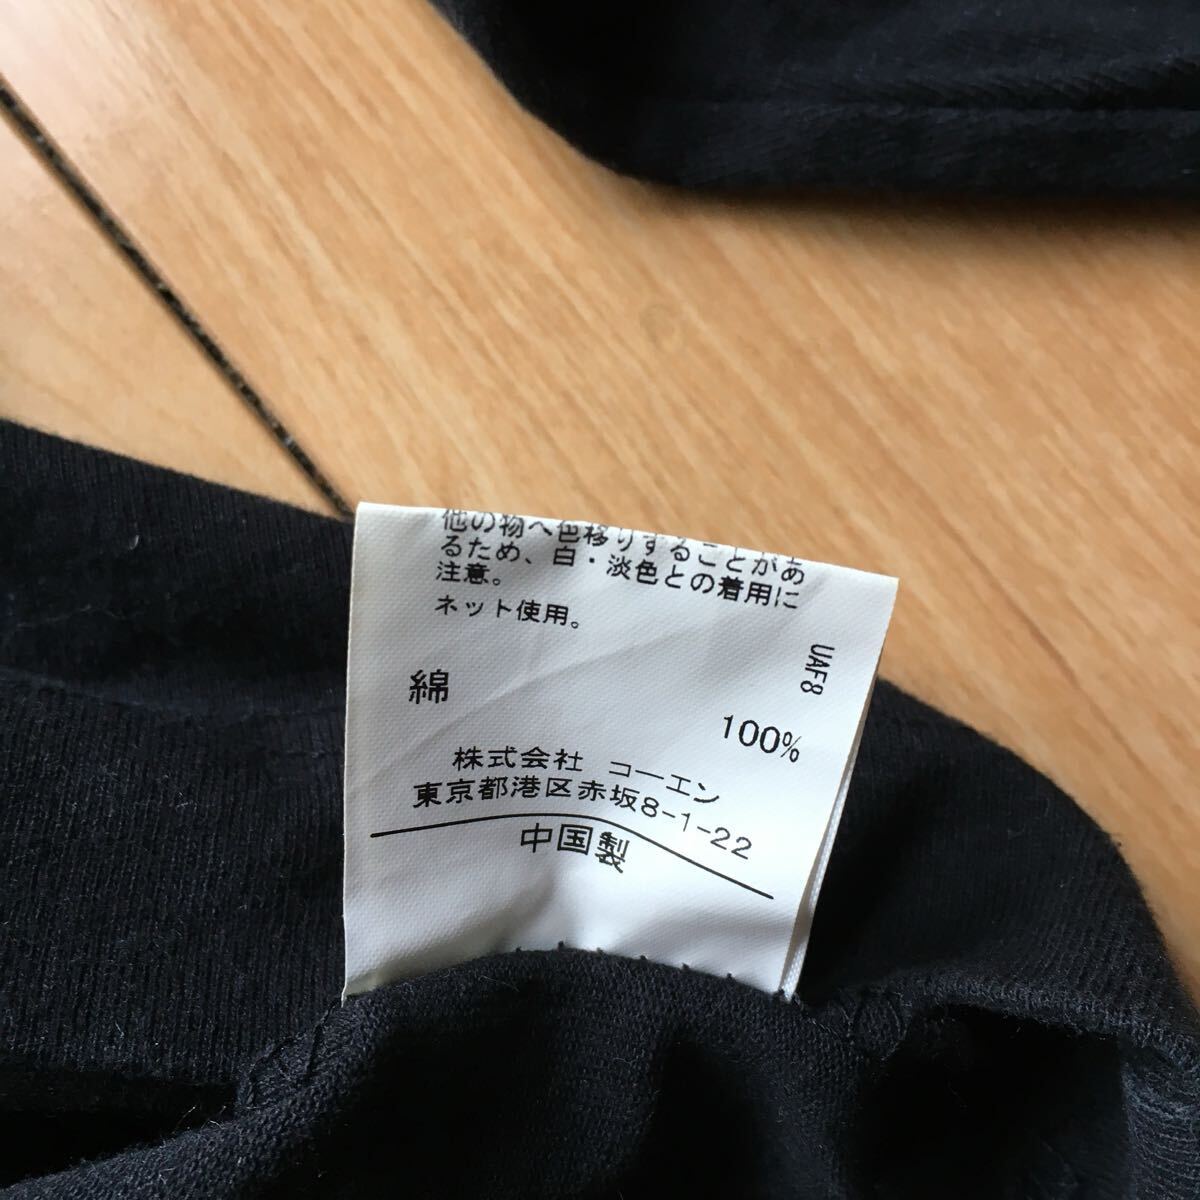 他の物へ色移りすることがあ
るため、白・淡色との着用に
注意。
ネット使用。
UAF8
綿
100%
株式会社 コーエン
東京都港区赤坂8-1-22
中国製